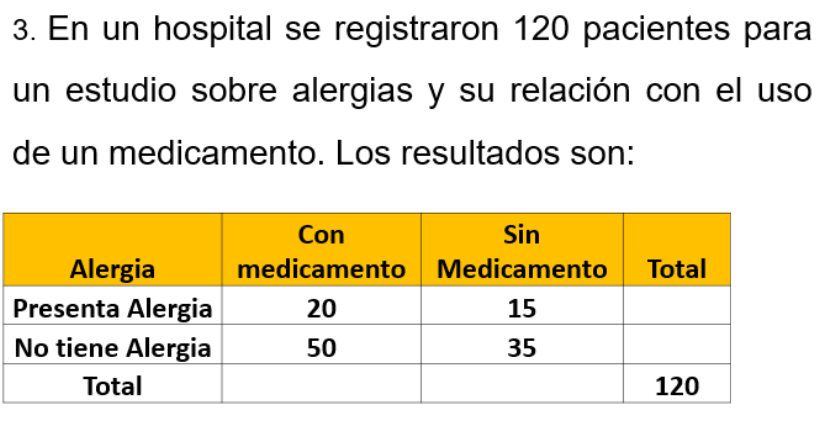 3. En un hospital se registraron 120 pacientes para
un estudio sobre alergias y su relación con el uso
de un medicamento. Los resultados son:
Alergia Con medicamento Sin Medicamento Total
Presenta Alergia 20 15
No tiene Alergia 50 35
Total 120